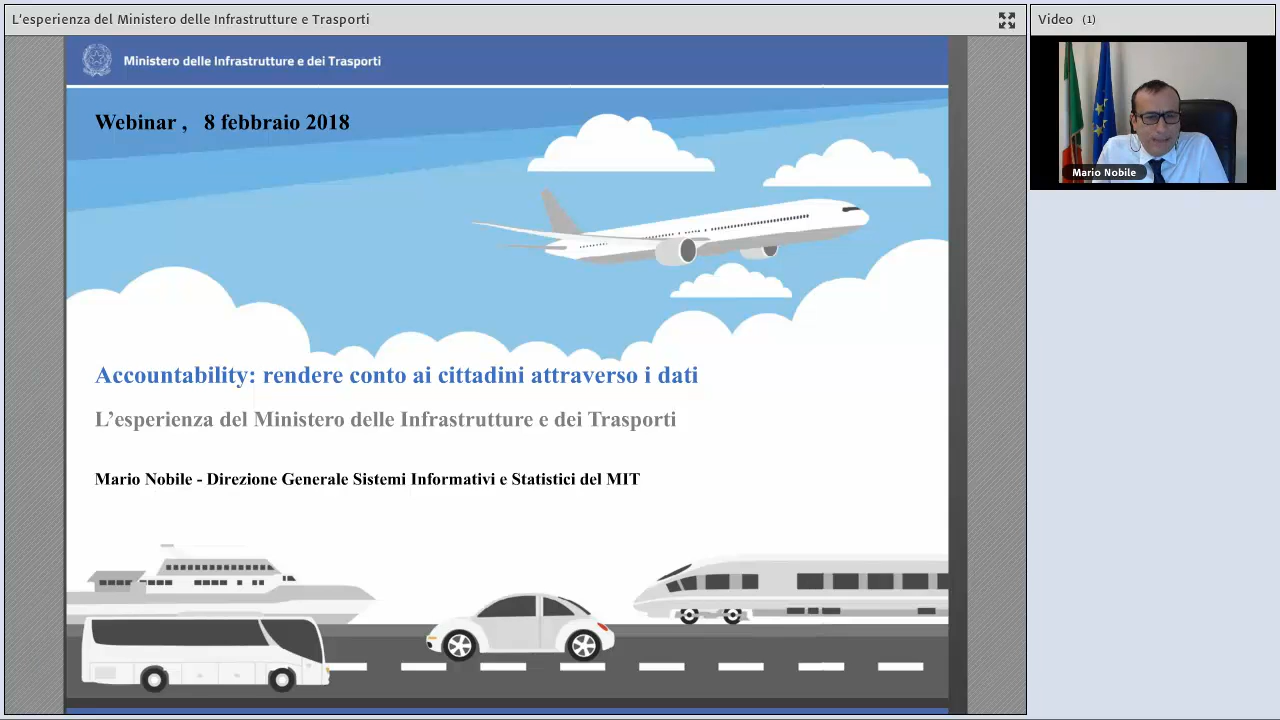 L'esperienza del Ministero delle Infrastrutture e Trasporti
Video (1)
Ministero delle Infrastrutture e dei Trasporti
Webinar , 8 febbraio 2018
Mario Nobile
Accountability: rendere conto ai cittadini attraverso i dati
L’esperienza del Ministero delle Infrastrutture e dei Trasporti
Mario Nobile - Direzione Generale Sistemi Informativi e Statistici del MIT